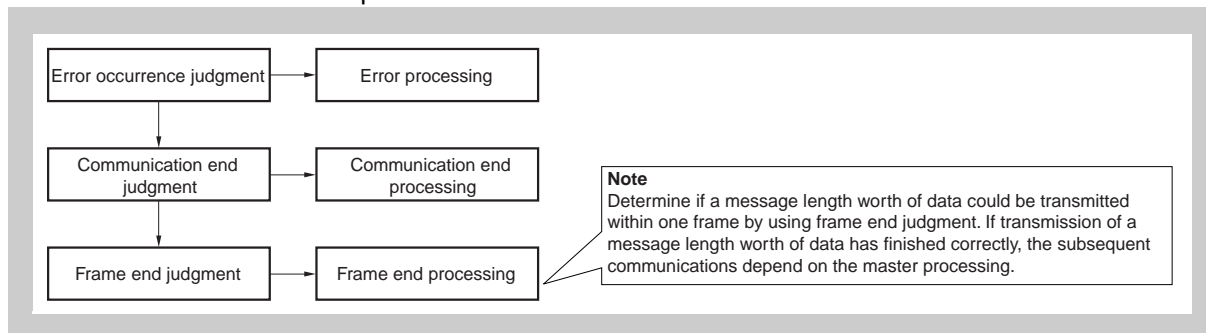 Error occurrence judgment
Error processing
Communication end
judgment
Communication end
processing
Note
Determine if a message length worth of data could be transmitted
within one frame by using frame end judgment. If transmission of a
message length worth of data has finished correctly, the subsequent
communications depend on the master processing.
Frame end judgment
Frame end processing